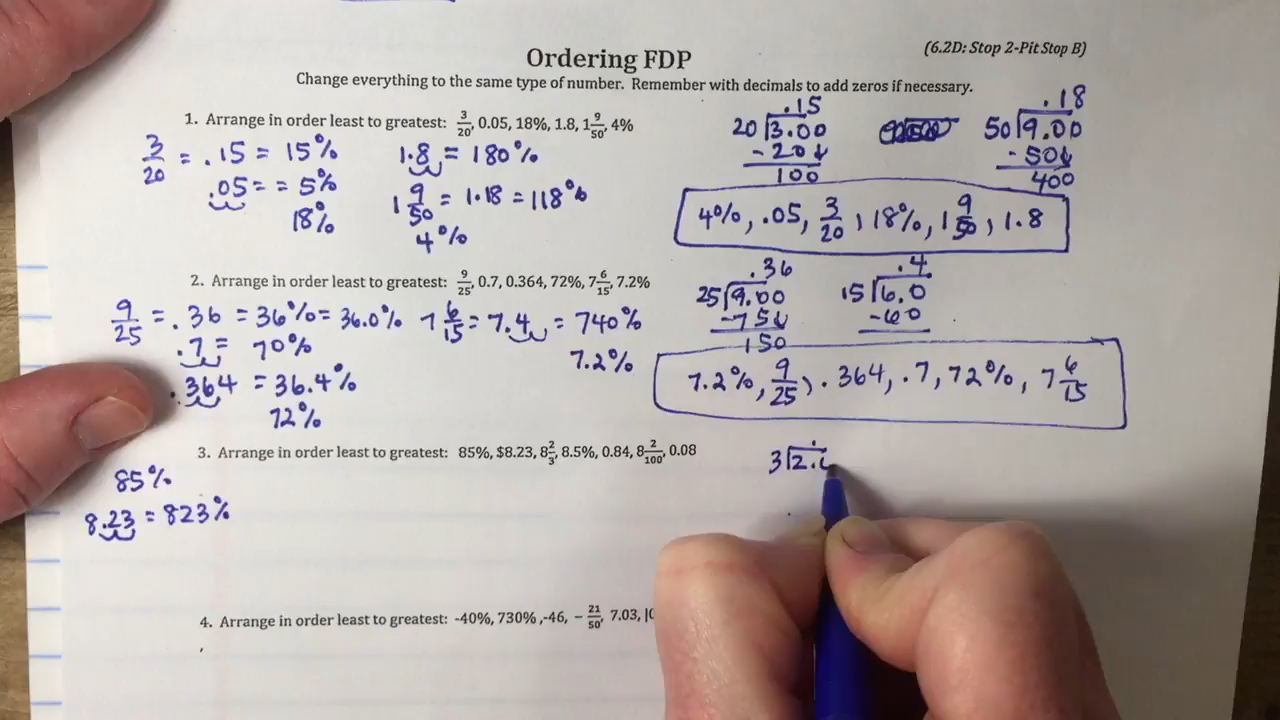 (6.2D: Stop 2-Pit Stop B)
Ordering FDP
Change everything to the same type of number. Remember with decimals to add zeros if necessary.
1. Arrange in order least to greatest: 3/20, 0.05, 18%, 1.8, 1 9/50, 4%
3/20 = .15 = 15%
.05 = = 5%
18%
1.8 = 180%
1 9/50 = 1.18 = 118%
4%
.15
20 3.00
- 20
100
.18
50 9.00
- 50
400
4%, .05, 3/20, 18%, 1 9/50, 1.8
2. Arrange in order least to greatest: 9/25, 0.7, 0.364, 72%, 7 6/15, 7.2%
9/25 = .36 = 36% = 36.0%
.7 = 70%
.364 = 36.4%
72%
7 6/15 = 7.4 = 740%
7.2%
.36
25 9.00
-75
150
.4
15 6.0
-60
7.2%, 9/25, .364, .7, 72%, 7 6/15
3. Arrange in order least to greatest: 85%, $8.23, 8 2/3, 8.5%, 0.84, 8 2/100, 0.08
85%
8.23 = 823%
3 2.
4. Arrange in order least to greatest: -40%, 730% ,-46, - 21/50, 7.03,